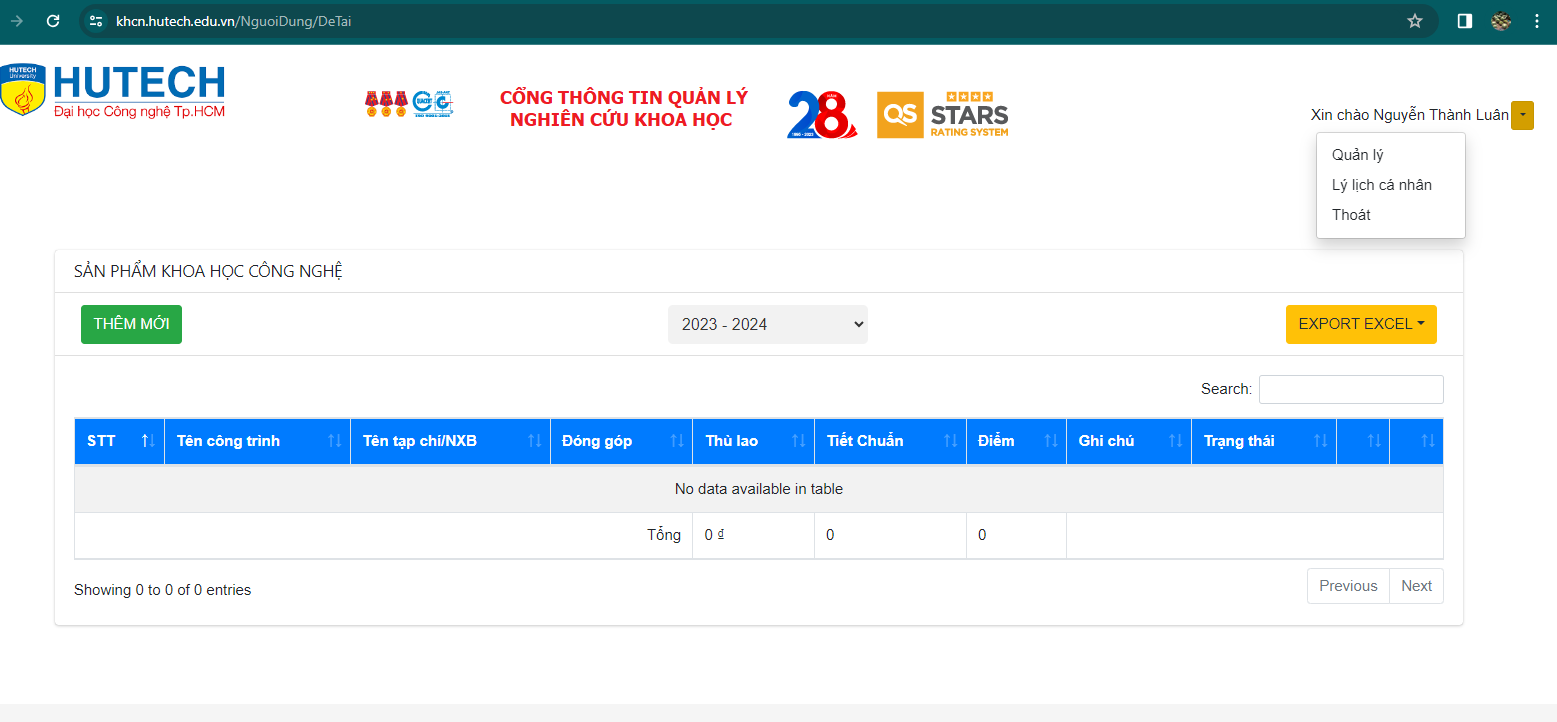 khcn.hutech.edu.vn/NguoiDung/DeTai
HUTECH
University
HUTECH
Đại học Công nghệ Tp.HCM
CỔNG THÔNG TIN QUẢN LÝ
NGHIÊN CỨU KHOA HỌC
28
NĂM
QS STARS
RATING SYSTEM
Xin chào Nguyễn Thành Luân
Quản lý
Lý lịch cá nhân
Thoát
SẢN PHẨM KHOA HỌC CÔNG NGHỆ
THÊM MỚI
2023 - 2024
EXPORT EXCEL
Search:
STT Tên công trình Tên tạp chí/NXB Đóng góp Thù lao Tiết Chuẩn Điểm Ghi chú Trạng thái
No data available in table
Tổng 0 ₫ 0 0
Showing 0 to 0 of 0 entries
Previous Next